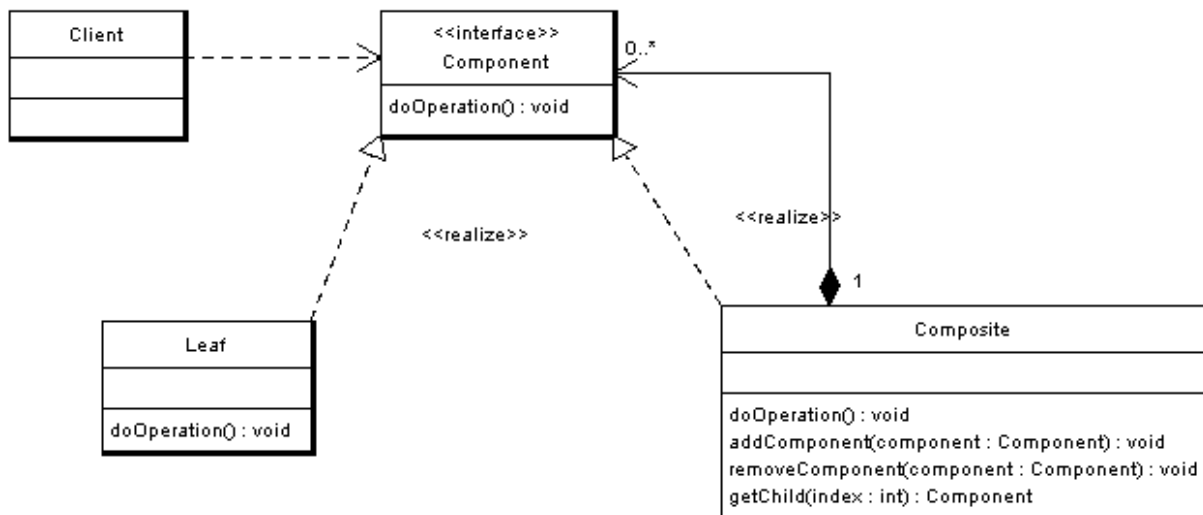 Client
<<interface>>
Component
0..*
doOperation() : void
<<realize>>
<<realize>>
1
Leaf
doOperation() : void
Composite
doOperation() : void
addComponent(component : Component) : void
removeComponent(component : Component) : void
getChild(index : int) : Component